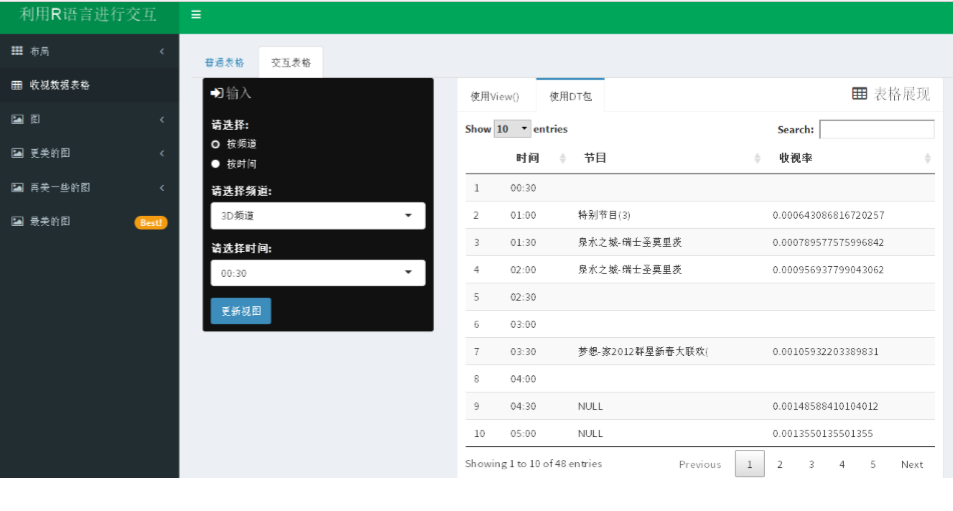 利用R语言进行交互
布局
收视数据表格
图
更美的图
再美一些的图
最美的图 Best!
普通表格 交互表格
输入
请选择:
按频道
按时间
请选择频道:
3D频道
请选择时间:
00:30
更新视图
使用View() 使用DT包 表格展现
Show 10 entries Search:
时间 节目 收视率
1 00:30
2 01:00 特别节目(3) 0.000643086816720257
3 01:30 泉水之城-瑞士圣莫里茨 0.000789577575996842
4 02:00 泉水之城-瑞士圣莫里茨 0.000956937799043062
5 02:30
6 03:00
7 03:30 梦想-家2012群星新春大联欢( 0.00105932203389831
8 04:00
9 04:30 NULL 0.00148588410104012
10 05:00 NULL 0.0013550135501355
Showing 1 to 10 of 48 entries Previous 1 2 3 4 5 Next